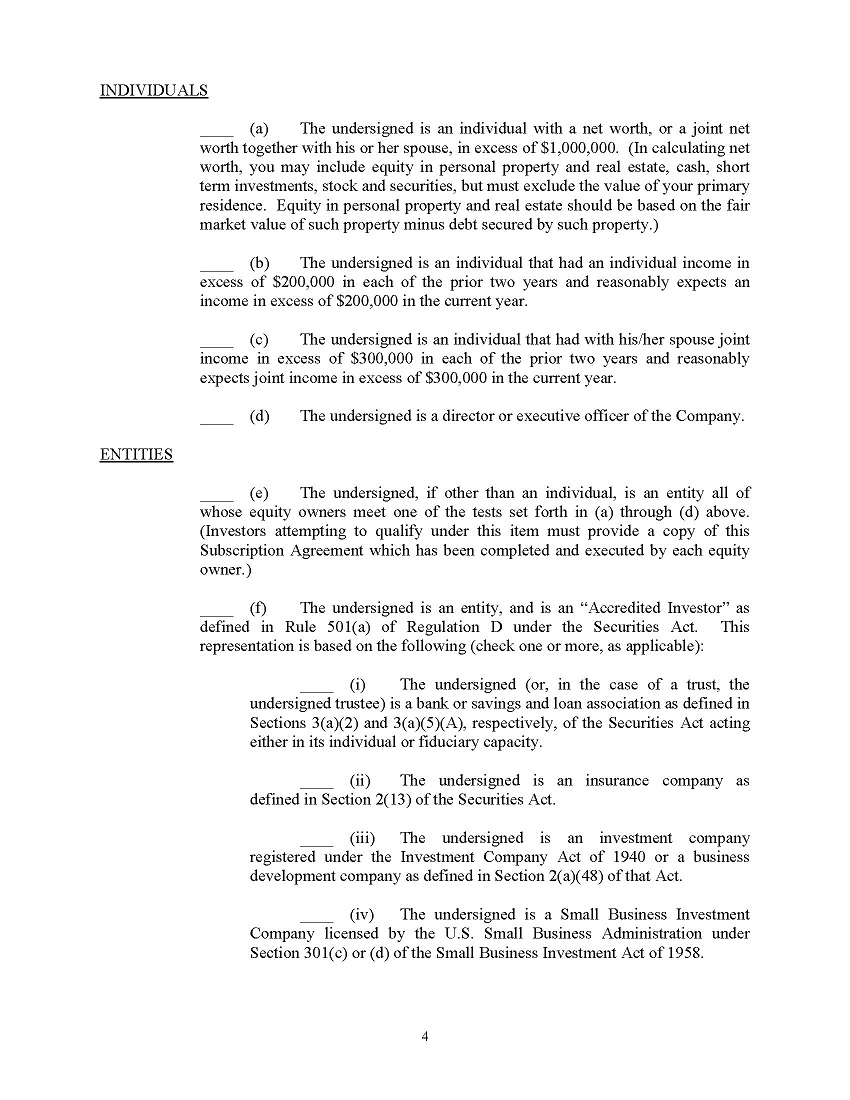 INDIVIDUALS
____ (a) The undersigned is an individual with a net worth, or a joint net
worth together with his or her spouse, in excess of $1,000,000. (In calculating net
worth, you may include equity in personal property and real estate, cash, short
term investments, stock and securities, but must exclude the value of your primary
residence. Equity in personal property and real estate should be based on the fair
market value of such property minus debt secured by such property.)
____ (b) The undersigned is an individual that had an individual income in
excess of $200,000 in each of the prior two years and reasonably expects an
income in excess of $200,000 in the current year.
____ (c) The undersigned is an individual that had with his/her spouse joint
income in excess of $300,000 in each of the prior two years and reasonably
expects joint income in excess of $300,000 in the current year.
____ (d) The undersigned is a director or executive officer of the Company.
ENTITIES
____ (e) The undersigned, if other than an individual, is an entity all of
whose equity owners meet one of the tests set forth in (a) through (d) above.
(Investors attempting to qualify under this item must provide a copy of this
Subscription Agreement which has been completed and executed by each equity
owner.)
____ (f) The undersigned is an entity, and is an “Accredited Investor” as
defined in Rule 501(a) of Regulation D under the Securities Act. This
representation is based on the following (check one or more, as applicable):
____ (i) The undersigned (or, in the case of a trust, the
undersigned trustee) is a bank or savings and loan association as defined in
Sections 3(a)(2) and 3(a)(5)(A), respectively, of the Securities Act acting
either in its individual or fiduciary capacity.
____ (ii) The undersigned is an insurance company as
defined in Section 2(13) of the Securities Act.
____ (iii) The undersigned is an investment company
registered under the Investment Company Act of 1940 or a business
development company as defined in Section 2(a)(48) of that Act.
____ (iv) The undersigned is a Small Business Investment
Company licensed by the U.S. Small Business Administration under
Section 301(c) or (d) of the Small Business Investment Act of 1958.
4